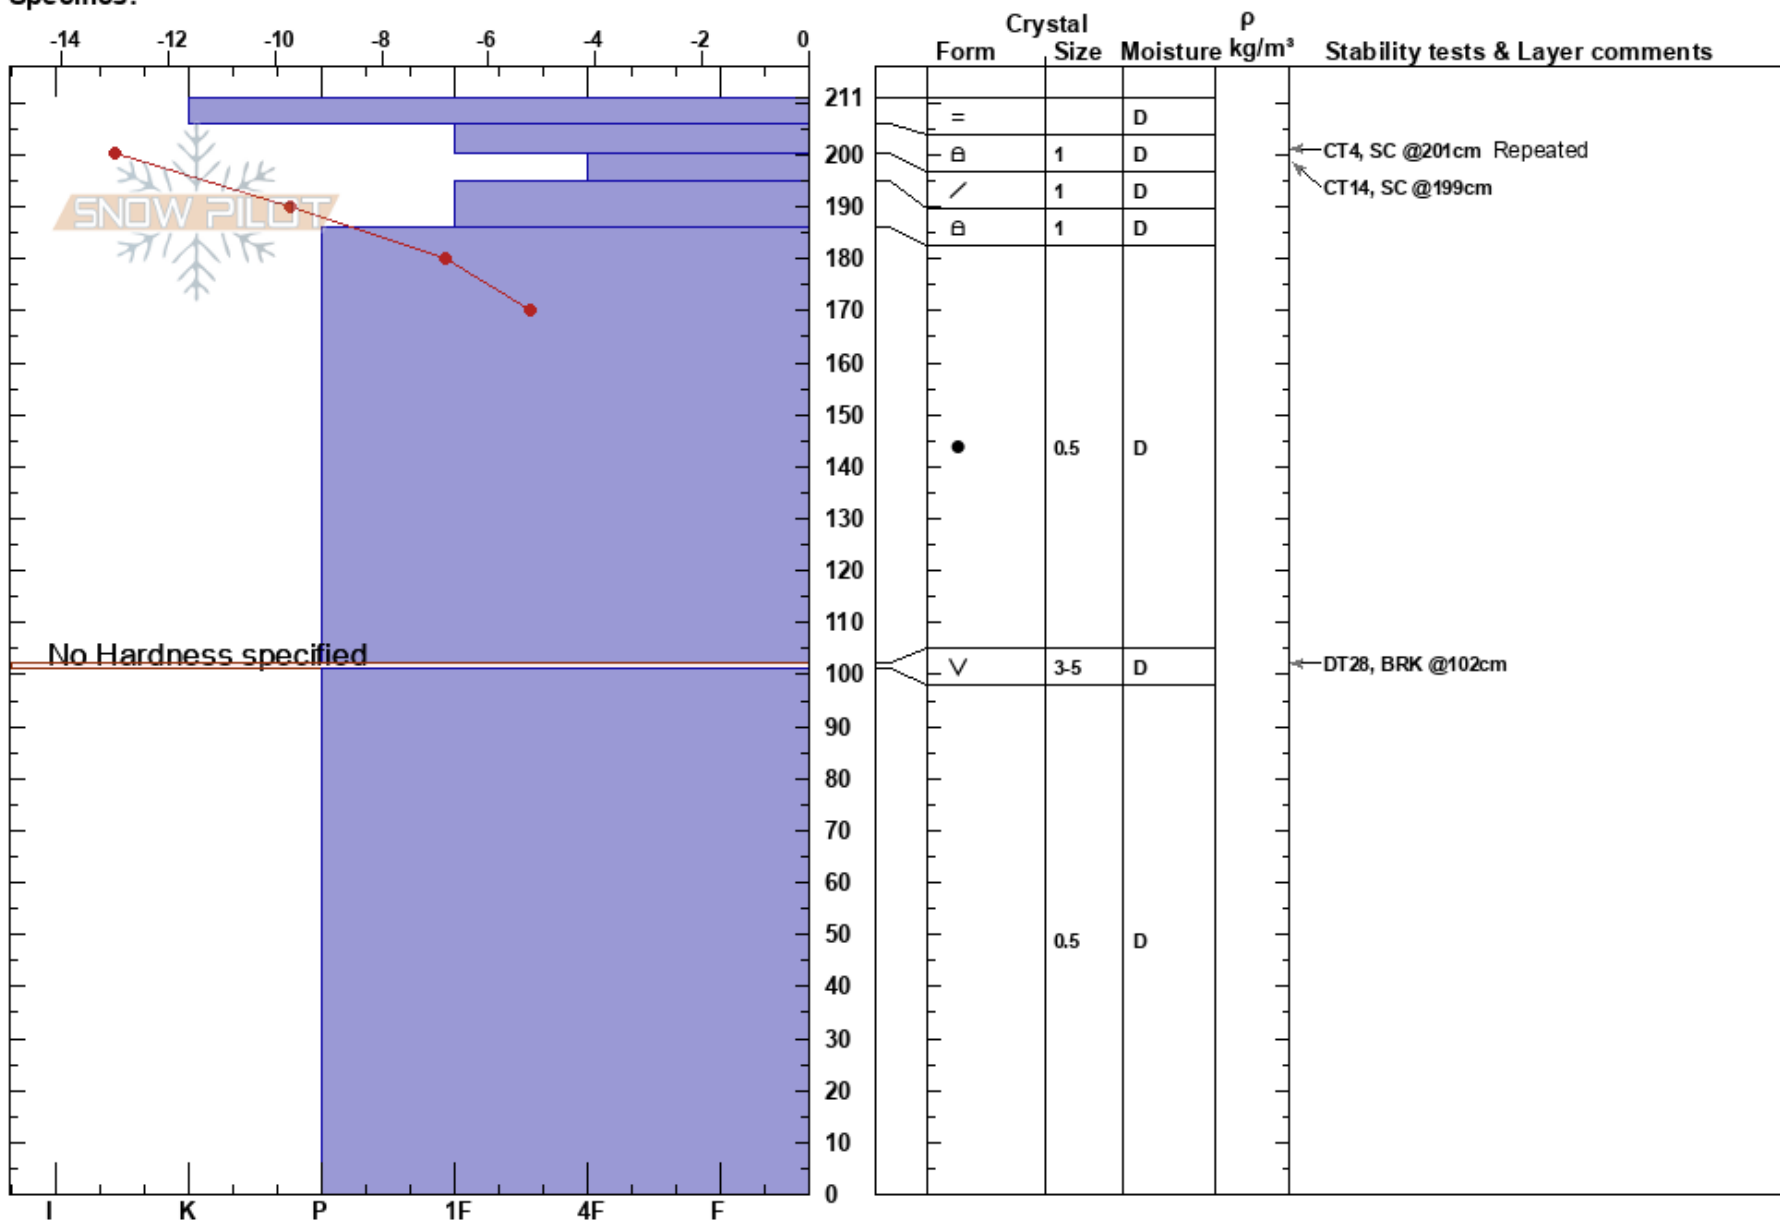 Specifics:
Crystal ρ
-14 -12 -10 -8 -6 -4 -2 0 Form Size Moisture kg/m³ Stability tests & Layer comments
211
= D
200 1 D CT4, SC @201cm Repeated
/ 1 D CT14, SC @199cm
SNOW PILOT 190
1 D
180
170
160
150
● 0.5 D
140
130
120
110
No Hardness specified
V 3-5 D DT28, BRK @102cm
100
90
80
70
60
50
0.5 D
40
30
20
10
0
I K P 1F 4F F